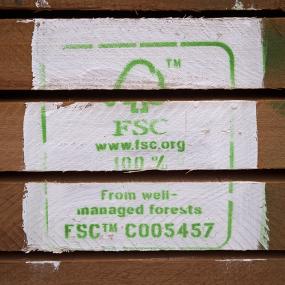 TM
FSC
www.fsc.org
100 %
From well-
managed forests
FSC™ C005457